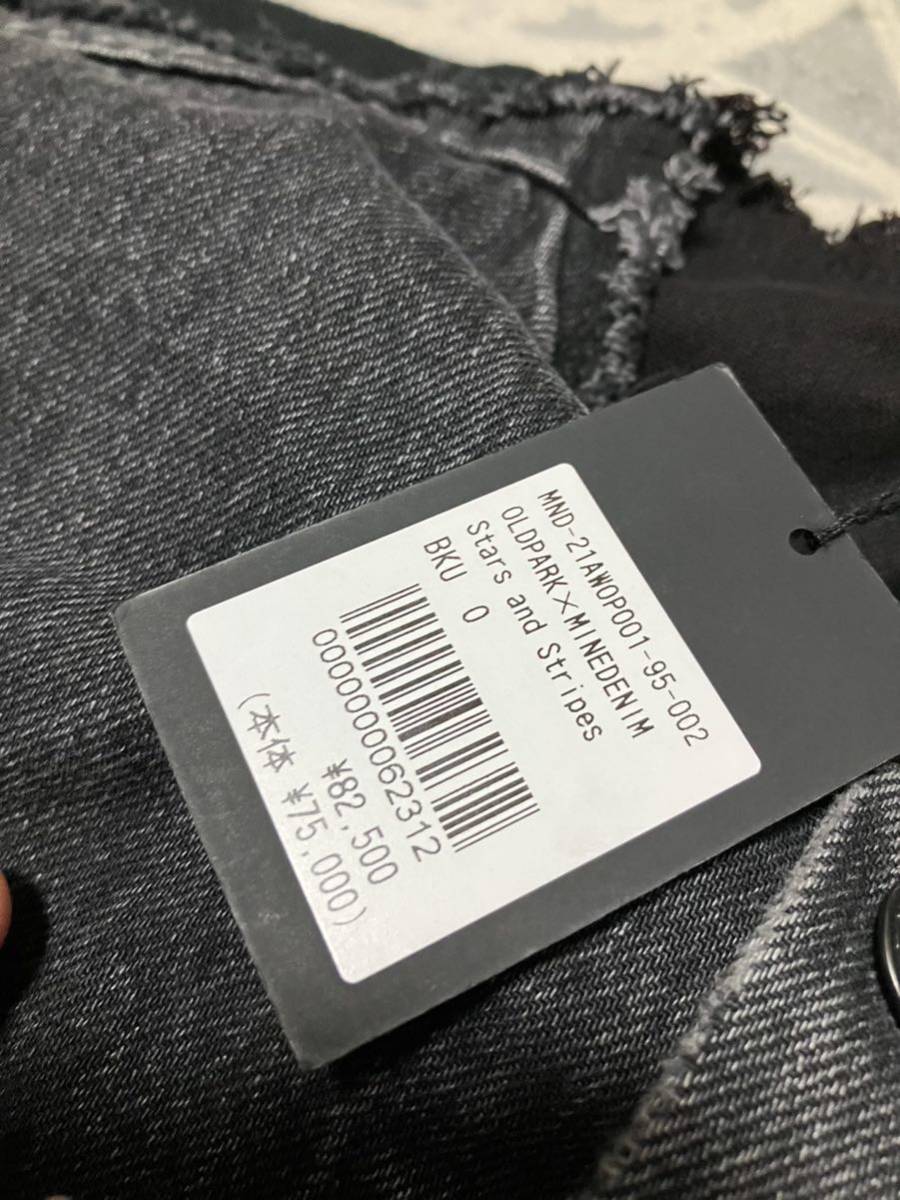 MND-21AWOP001-95-002
OLDPARK×MINEDENIM
Stars and Stripes
BKU 0
0000000062312
¥82,500
(本体 ¥75,000)